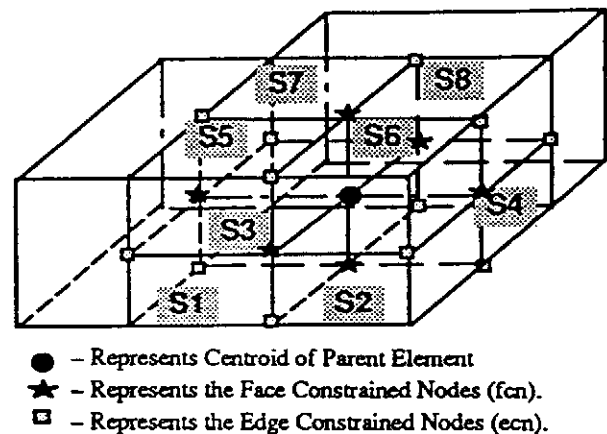 S7
S8
S5
S6
S3
S4
S1
S2
– Represents Centroid of Parent Element
– Represents the Face Constrained Nodes (fcn).
– Represents the Edge Constrained Nodes (ecn).